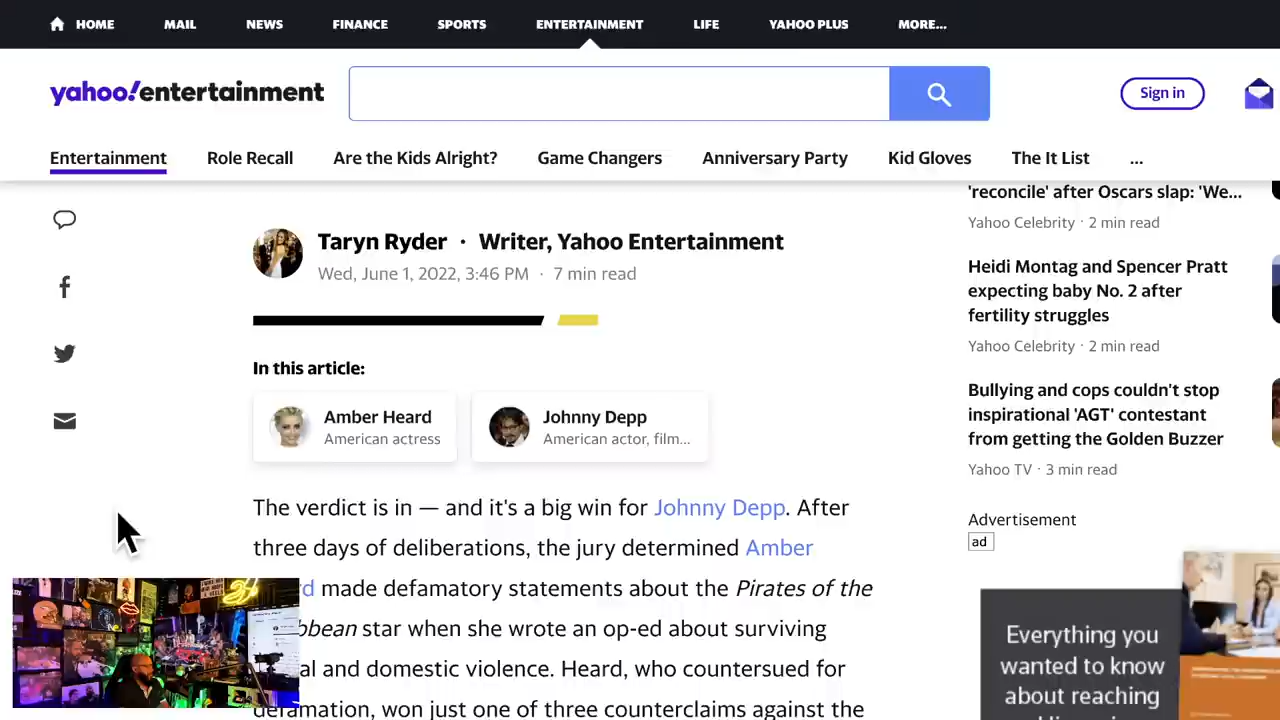 HOME MAIL NEWS FINANCE SPORTS ENTERTAINMENT LIFE YAHOO PLUS MORE...
yahoo!entertainment
Sign in
Entertainment Role Recall Are the Kids Alright? Game Changers Anniversary Party Kid Gloves The It List ...
Taryn Ryder · Writer, Yahoo Entertainment
Wed, June 1, 2022, 3:46 PM · 7 min read
In this article:
Amber Heard
American actress
Johnny Depp
American actor, film...
The verdict is in — and it's a big win for Johnny Depp. After
three days of deliberations, the jury determined Amber
made defamatory statements about the Pirates of the
star when she wrote an op-ed about surviving
and domestic violence. Heard, who countersued for
defamation, won just one of three counterclaims against the
'reconcile' after Oscars slap: 'We...
Yahoo Celebrity · 2 min read
Heidi Montag and Spencer Pratt
expecting baby No. 2 after
fertility struggles
Yahoo Celebrity · 2 min read
Bullying and cops couldn't stop
inspirational 'AGT' contestant
from getting the Golden Buzzer
Yahoo TV · 3 min read
Advertisement
ad
Everything you
wanted to know
about reaching